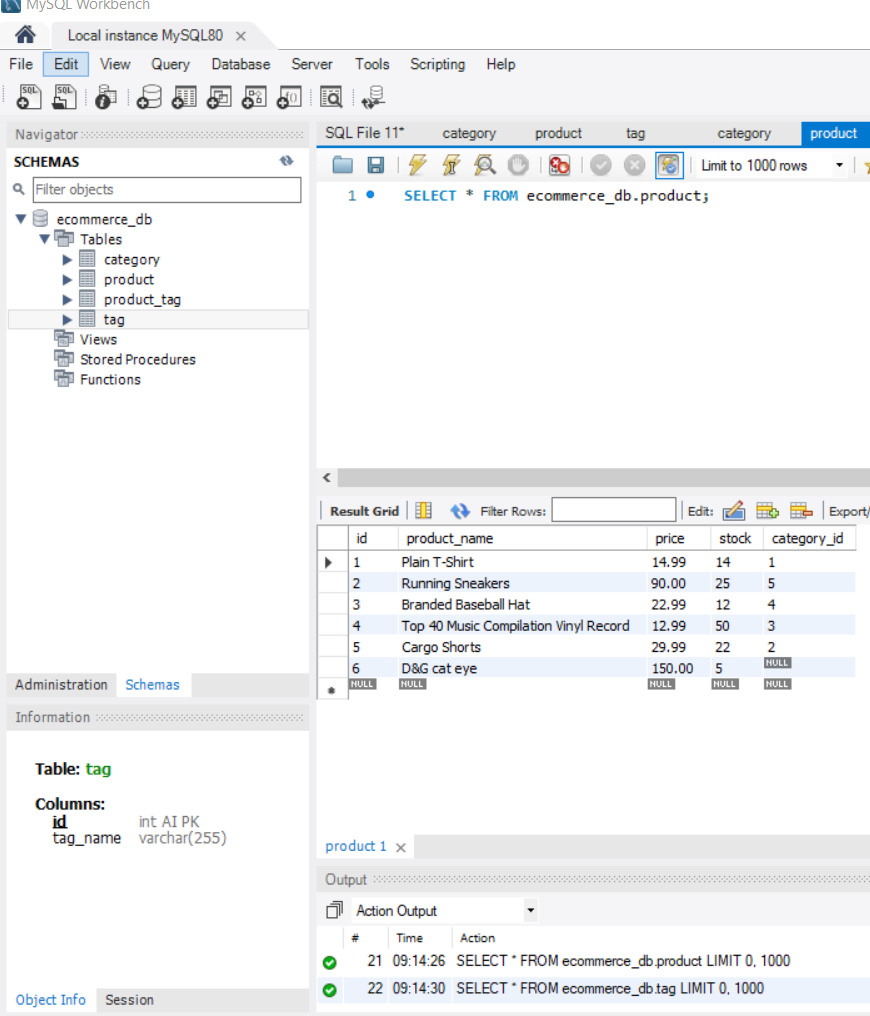 MySQL Workbench
Local instance MySQL80
File Edit View Query Database Server Tools Scripting Help
SQL SQL
Navigator
SCHEMAS
Filter objects
ecommerce_db
Tables
category
product
product_tag
tag
Views
Stored Procedures
Functions
Administration Schemas
Information
Table: tag
Columns:
id int AI PK
tag_name varchar(255)
Object Info Session
SQL File 11* category product tag category product
Limit to 1000 rows
1 SELECT * FROM ecommerce_db.product;
Result Grid Filter Rows: Edit: Export/
id product_name price stock category_id
1 Plain T-Shirt 14.99 14 1
2 Running Sneakers 90.00 25 5
3 Branded Baseball Hat 22.99 12 4
4 Top 40 Music Compilation Vinyl Record 12.99 50 3
5 Cargo Shorts 29.99 22 2
6 D&G cat eye 150.00 5 NULL
NULL NULL NULL NULL NULL
product 1
Output
Action Output
# Time Action
21 09:14:26 SELECT * FROM ecommerce_db.product LIMIT 0, 1000
22 09:14:30 SELECT * FROM ecommerce_db.tag LIMIT 0, 1000